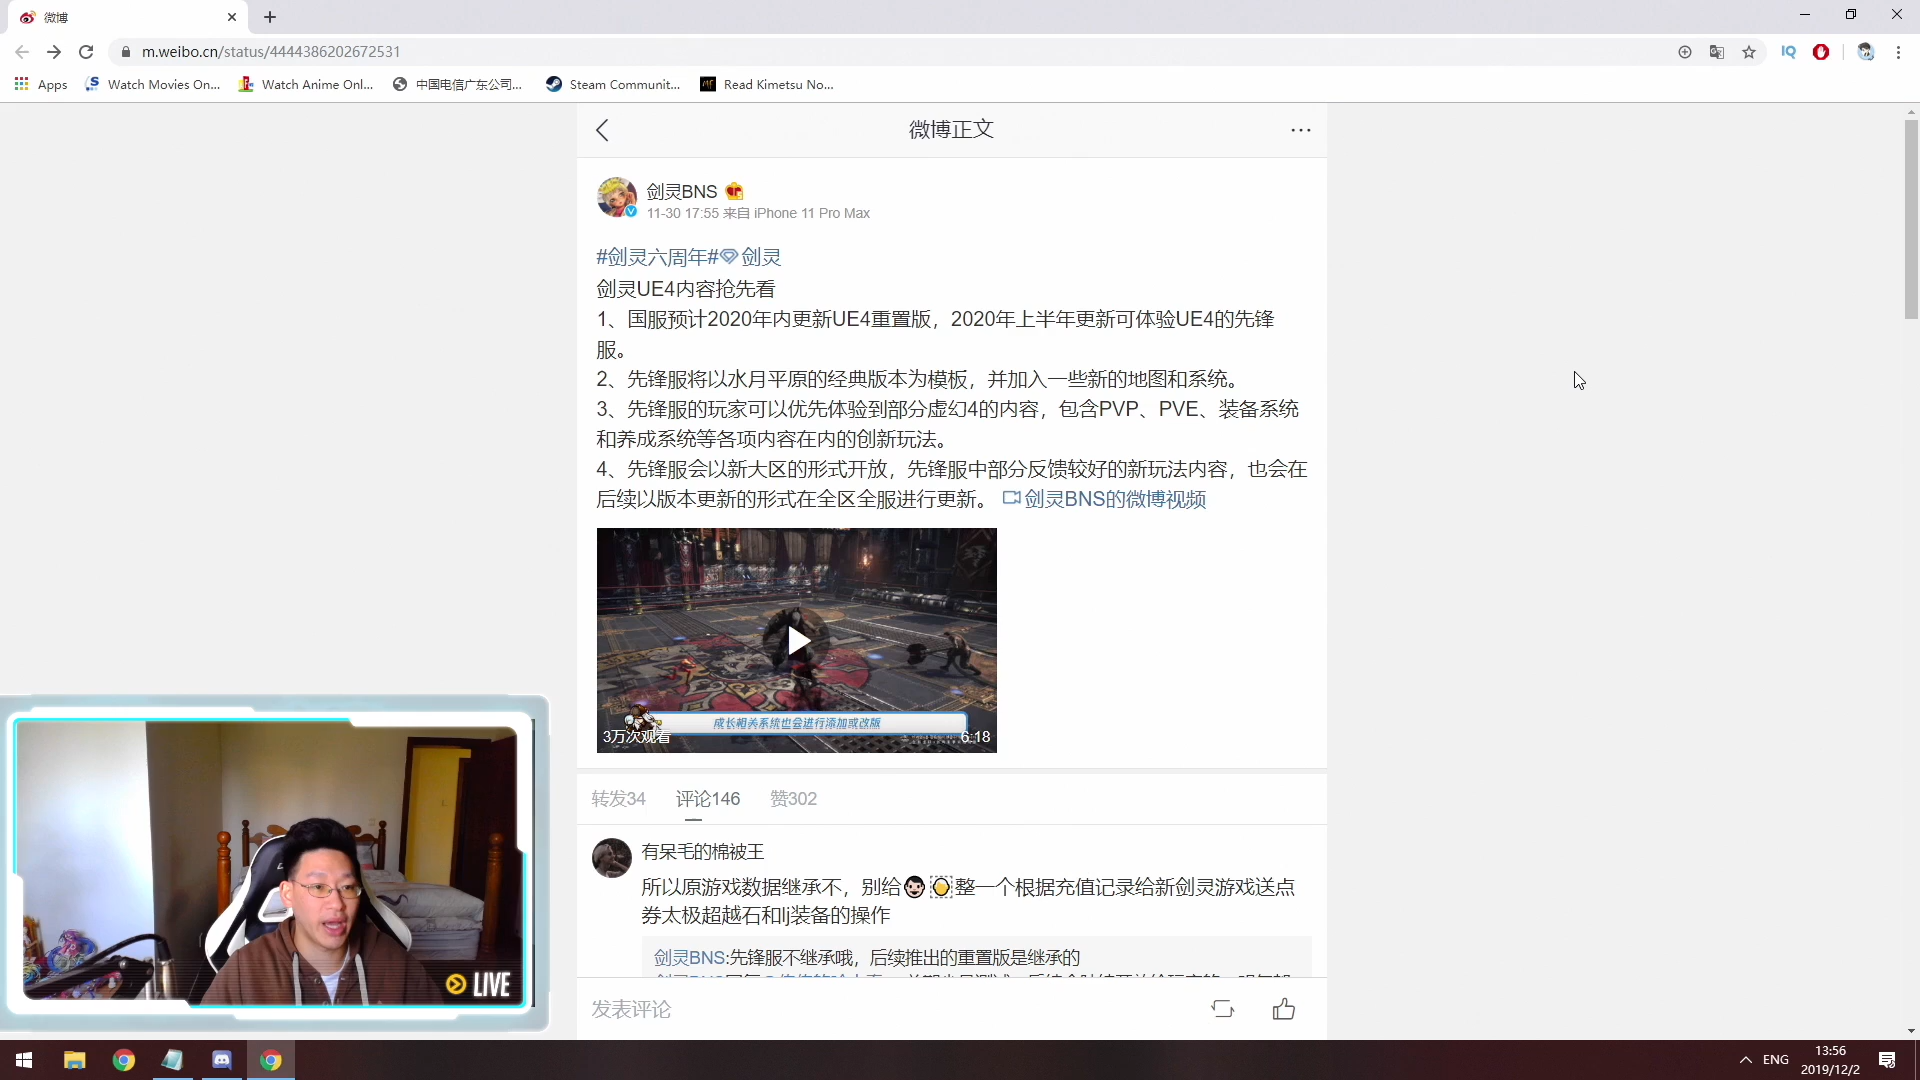 微博
m.weibo.cn/status/4444386202672531
Apps
Watch Movies On...
Watch Anime Onl...
中国电信广东公司...
Steam Communit...
Read Kimetsu No...
微博正文
剑灵BNS
11-30 17:55 来自 iPhone 11 Pro Max
#剑灵六周年# 剑灵
剑灵UE4内容抢先看
1、国服预计2020年内更新UE4重置版，2020年上半年更新可体验UE4的先锋
服。
2、先锋服将以水月平原的经典版本为模板，并加入一些新的地图和系统。
3、先锋服的玩家可以优先体验到部分虚幻4的内容，包含PVP、PVE、装备系统
和养成系统等各项内容在内的创新玩法。
4、先锋服会以新大区的形式开放，先锋服中部分反馈较好的新玩法内容，也会在
后续以版本更新的形式在全区全服进行更新。 剑灵BNS的微博视频
成长相关系统也会进行添加或改版
3万次观看
6:18
转发34
评论146
赞302
有呆毛的棉被王
所以原游戏数据继承不，别给👨🏻👏整一个根据充值记录给新剑灵游戏送点
券太极超越石和lj装备的操作
剑灵BNS:先锋服不继承哦，后续推出的重置版是继承的
发表评论
LIVE
ENG
13:56
2019/12/2